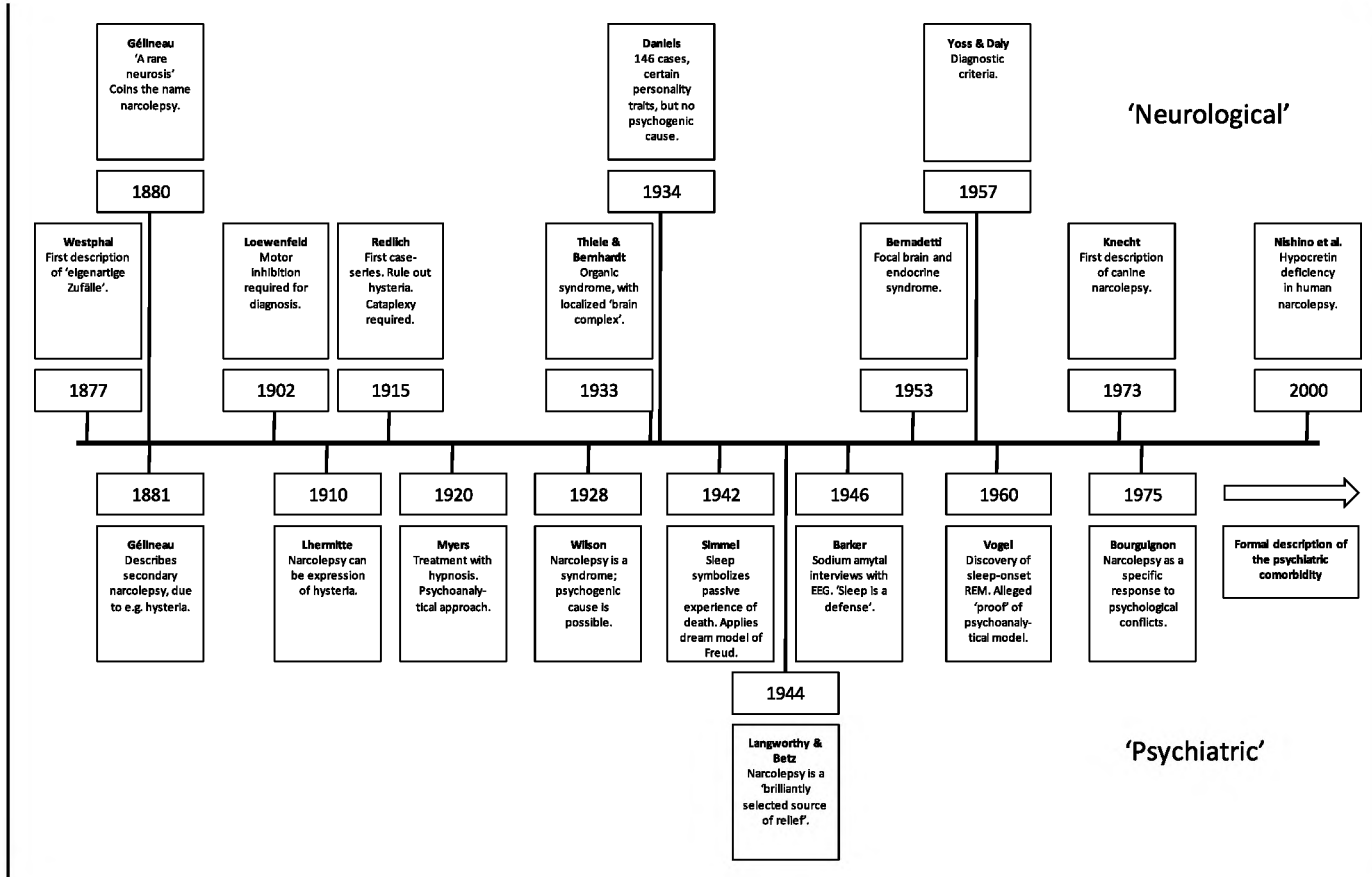 Gélineau
‘A rare
neurosis’
Coins the name
narcolepsy.
1880
Daniels
146 cases,
certain
personality
traits, but no
psychogenic
cause.
1934
Yoss & Daly
Diagnostic
criteria.
1957
‘Neurological’
Westphal
First description
of ‘eigenartige
Zufälle’.
1877
Loewenfeld
Motor
inhibition
required for
diagnosis.
1902
Redlich
First case-
series. Rule out
hysteria.
Cataplexy
required.
1915
Thiele &
Bernhardt
Organic
syndrome, with
localized ‘brain
complex’.
1933
Bernadetti
Focal brain and
endocrine
syndrome.
1953
Knecht
First description
of canine
narcolepsy.
1973
Nishino et al.
Hypocretin
deficiency
in human
narcolepsy.
2000
1881
Gélineau
Describes
secondary
narcolepsy, due
to e.g. hysteria.
1910
Lhermitte
Narcolepsy can
be expression
of hysteria.
1920
Myers
Treatment with
hypnosis.
Psychoanaly-
tical approach.
1928
Wilson
Narcolepsy is a
syndrome;
psychogenic
cause is
possible.
1942
Simmel
Sleep
symbolizes
passive
experience of
death. Applies
dream model of
Freud.
1946
Barker
Sodium amytal
interviews with
EEG. ‘Sleep is a
defense’.
1960
Vogel
Discovery of
sleep-onset
REM. Alleged
‘proof’ of
psychoanaly-
tical model.
1975
Bourguignon
Narcolepsy as a
specific
response to
psychological
conflicts.
Formal description of
the psychiatric
comorbidity
1944
Langworthy &
Betz
Narcolepsy is a
‘brilliantly
selected source
of relief’.
‘Psychiatric’